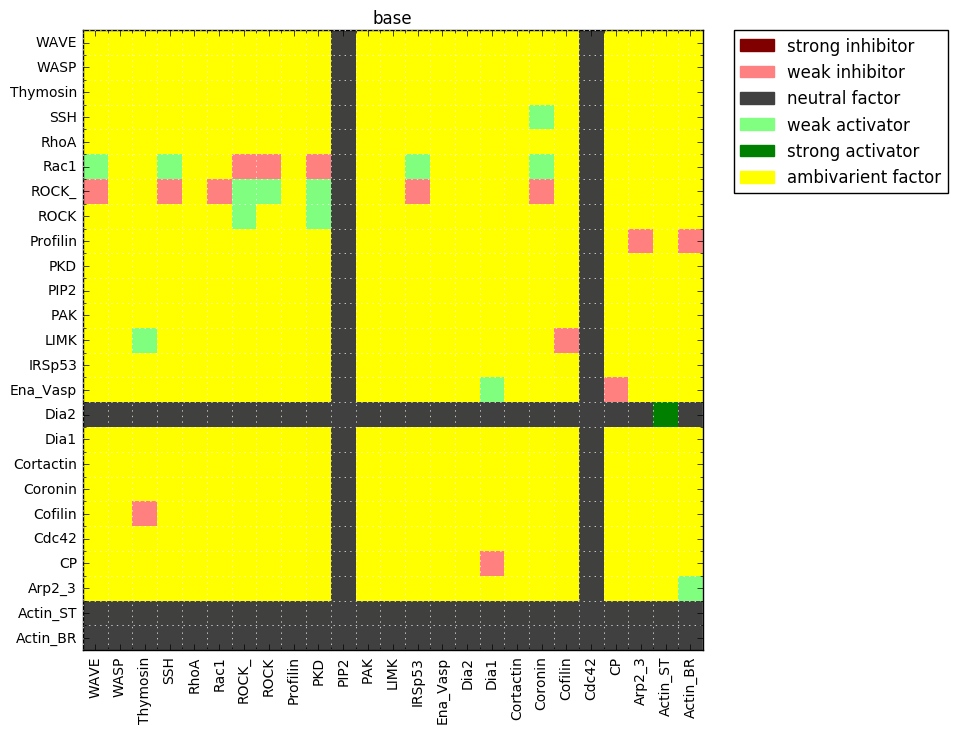 base
WAVE
WASP
Thymosin
SSH
RhoA
Rac1
ROCK_
ROCK
Profilin
PKD
PIP2
PAK
LIMK
IRSp53
Ena_Vasp
Dia2
Dia1
Cortactin
Coronin
Cofilin
Cdc42
CP
Arp2_3
Actin_ST
Actin_BR
WAVE
WASP
Thymosin
SSH
RhoA
Rac1
ROCK_
ROCK
Profilin
PKD
PIP2
PAK
LIMK
IRSp53
Ena_Vasp
Dia2
Dia1
Cortactin
Coronin
Cofilin
Cdc42
CP
Arp2_3
Actin_ST
Actin_BR
strong inhibitor
weak inhibitor
neutral factor
weak activator
strong activator
ambivarient factor